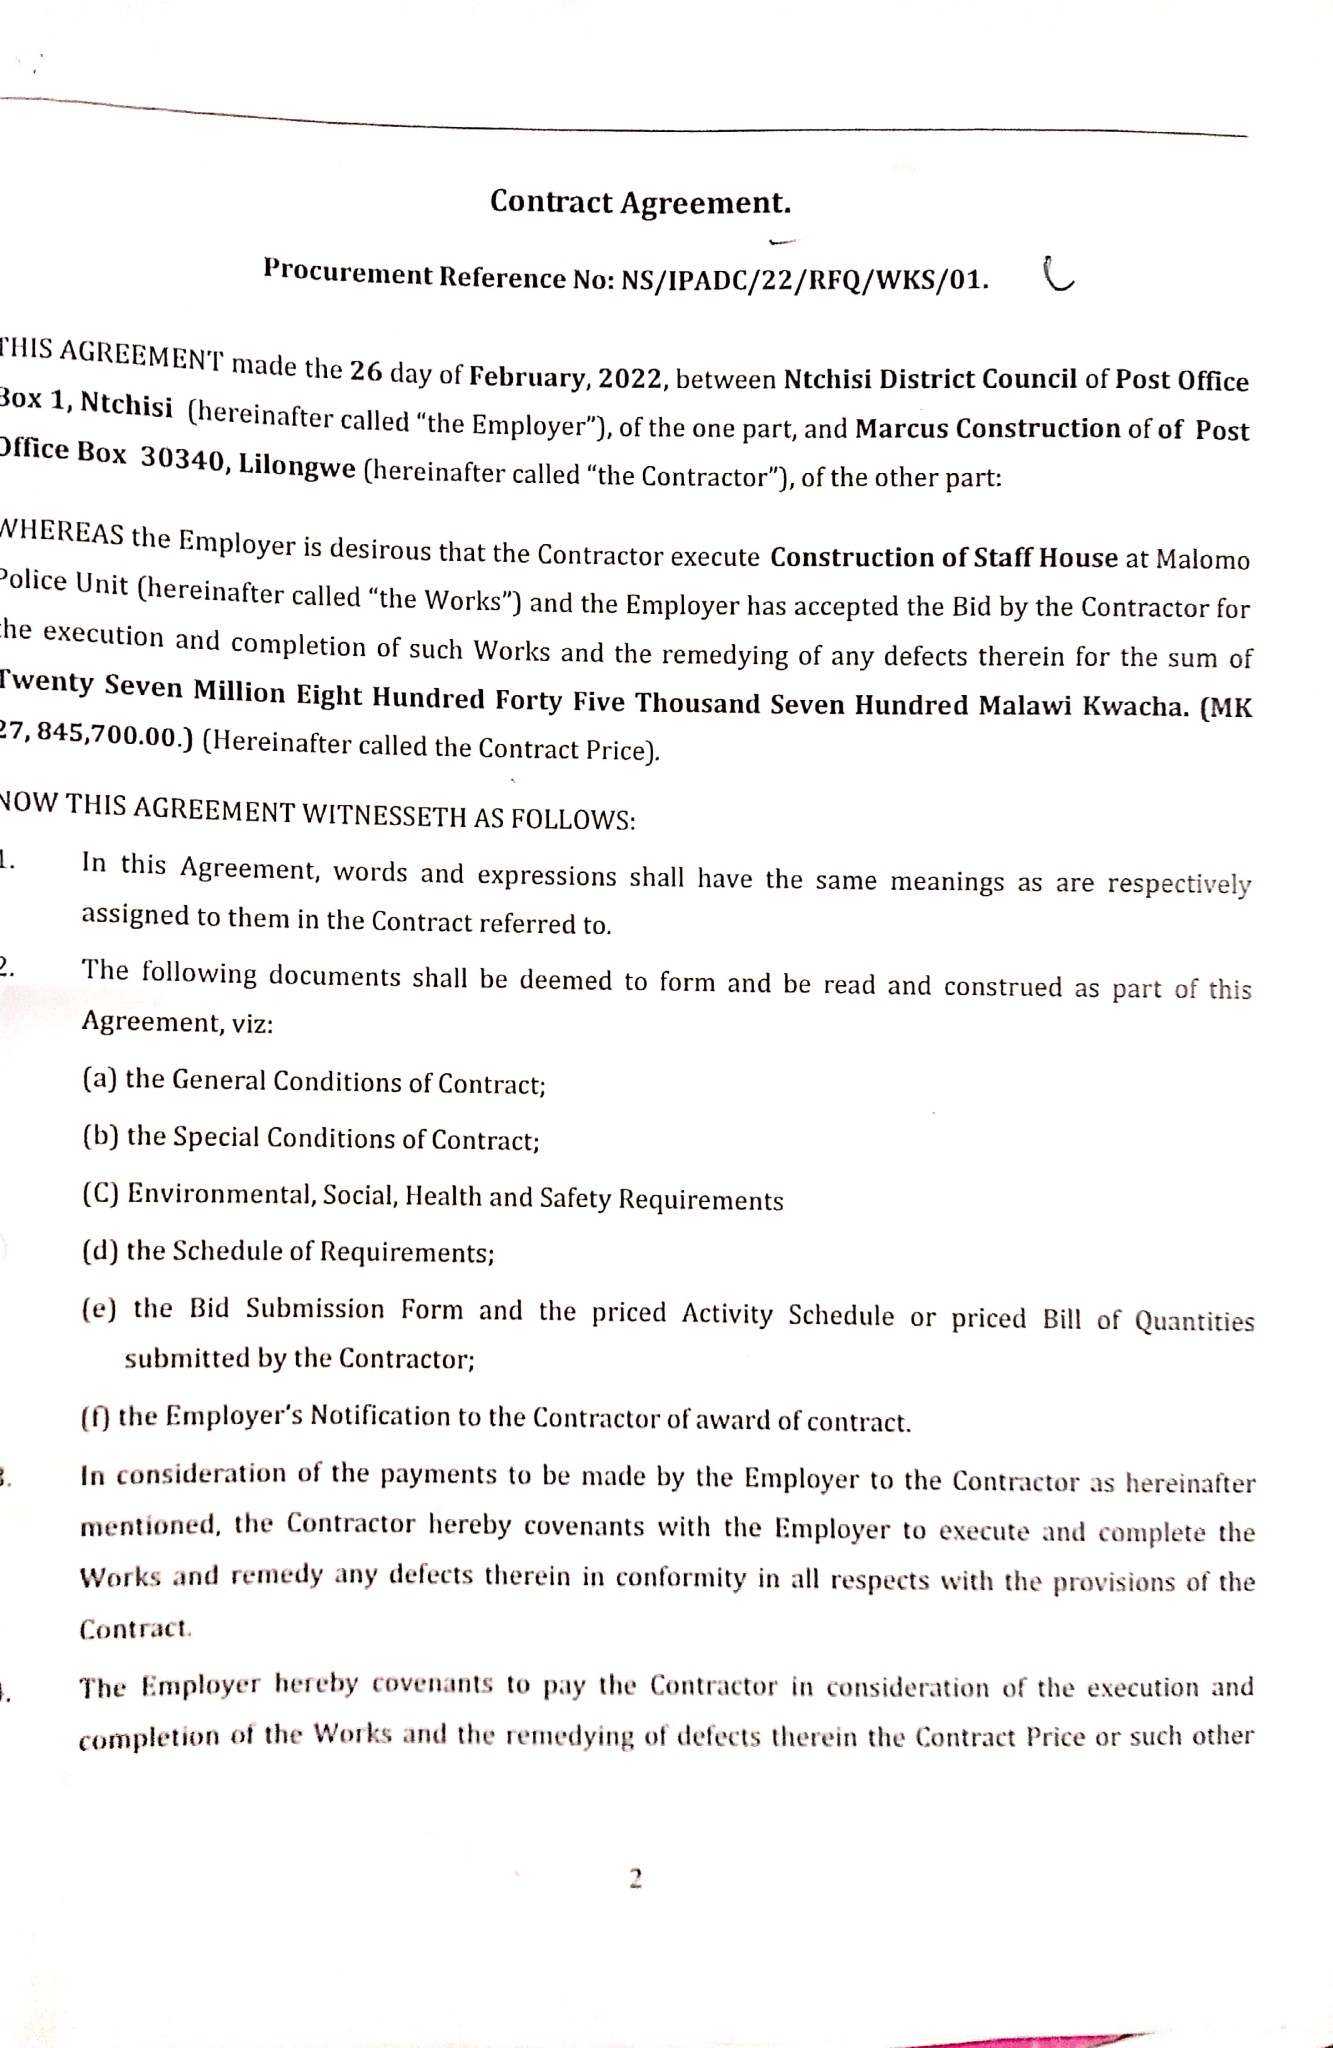 Contract Agreement.
Procurement Reference No: NS/IPADC/22/RFQ/WKS/01.
THIS AGREEMENT made the 26 day of February, 2022, between Ntchisi District Council of Post Office
Box 1, Ntchisi (hereinafter called “the Employer”), of the one part, and Marcus Construction of of Post
Office Box 30340, Lilongwe (hereinafter called “the Contractor”), of the other part:
WHEREAS the Employer is desirous that the Contractor execute Construction of Staff House at Malomo
Police Unit (hereinafter called “the Works”) and the Employer has accepted the Bid by the Contractor for
the execution and completion of such Works and the remedying of any defects therein for the sum of
Twenty Seven Million Eight Hundred Forty Five Thousand Seven Hundred Malawi Kwacha. (MK
27, 845,700.00.) (Hereinafter called the Contract Price).
NOW THIS AGREEMENT WITNESSETH AS FOLLOWS:
1. In this Agreement, words and expressions shall have the same meanings as are respectively
assigned to them in the Contract referred to.
2. The following documents shall be deemed to form and be read and construed as part of this
Agreement, viz:
(a) the General Conditions of Contract;
(b) the Special Conditions of Contract;
(C) Environmental, Social, Health and Safety Requirements
(d) the Schedule of Requirements;
(e) the Bid Submission Form and the priced Activity Schedule or priced Bill of Quantities
submitted by the Contractor;
(f) the Employer’s Notification to the Contractor of award of contract.
3. In consideration of the payments to be made by the Employer to the Contractor as hereinafter
mentioned, the Contractor hereby covenants with the Employer to execute and complete the
Works and remedy any defects therein in conformity in all respects with the provisions of the
Contract.
4. The Employer hereby covenants to pay the Contractor in consideration of the execution and
completion of the Works and the remedying of defects therein the Contract Price or such other
2